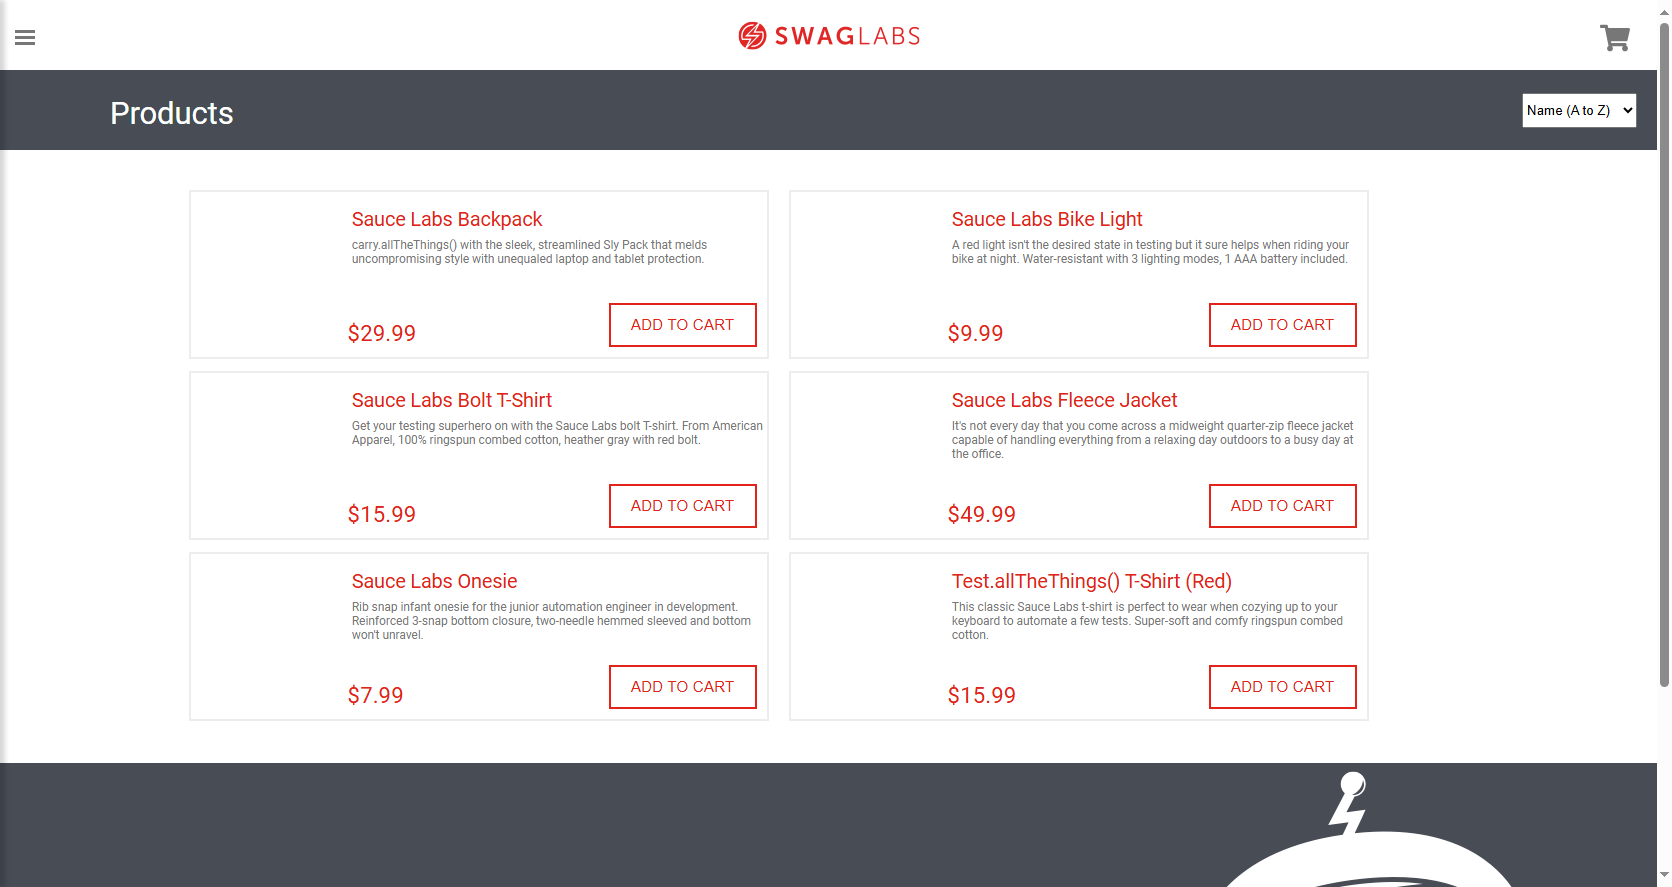 SWAGLABS
Products
Name (A to Z)
Sauce Labs Backpack
carry.allTheThings() with the sleek, streamlined Sly Pack that melds
uncompromising style with unequaled laptop and tablet protection.
$29.99
ADD TO CART
Sauce Labs Bike Light
A red light isn't the desired state in testing but it sure helps when riding your
bike at night. Water-resistant with 3 lighting modes, 1 AAA battery included.
$9.99
ADD TO CART
Sauce Labs Bolt T-Shirt
Get your testing superhero on with the Sauce Labs bolt T-shirt. From American
Apparel, 100% ringspun combed cotton, heather gray with red bolt.
$15.99
ADD TO CART
Sauce Labs Fleece Jacket
It's not every day that you come across a midweight quarter-zip fleece jacket
capable of handling everything from a relaxing day outdoors to a busy day at
the office.
$49.99
ADD TO CART
Sauce Labs Onesie
Rib snap infant onesie for the junior automation engineer in development.
Reinforced 3-snap bottom closure, two-needle hemmed sleeved and bottom
won't unravel.
$7.99
ADD TO CART
Test.allTheThings() T-Shirt (Red)
This classic Sauce Labs t-shirt is perfect to wear when cozying up to your
keyboard to automate a few tests. Super-soft and comfy ringspun combed
cotton.
$15.99
ADD TO CART